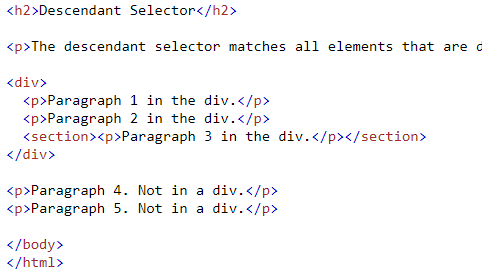 <h2>Descendant Selector</h2>
<p>The descendant selector matches all elements that are
<div>
<p>Paragraph 1 in the div.</p>
<p>Paragraph 2 in the div.</p>
<section><p>Paragraph 3 in the div.</p></section>
</div>
<p>Paragraph 4. Not in a div.</p>
<p>Paragraph 5. Not in a div.</p>
</body>
</html>